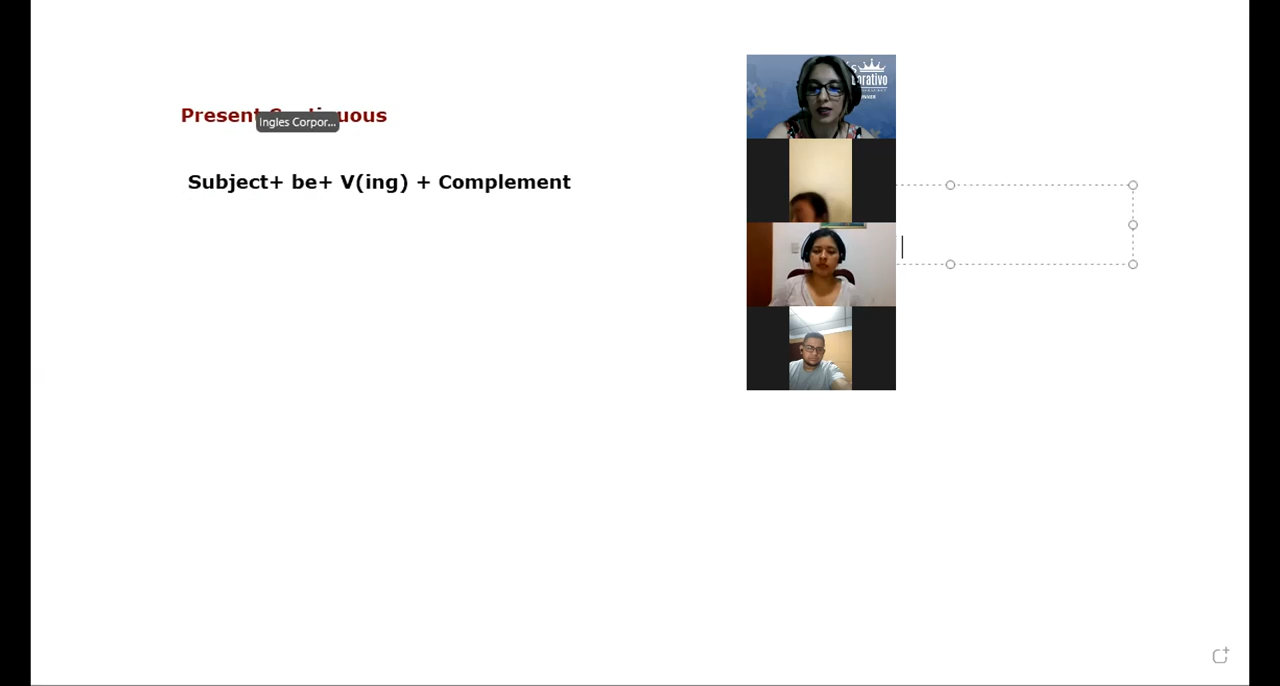 Present
uous
Ingles Corpor...
Subject+ be+ V(ing) + Complement